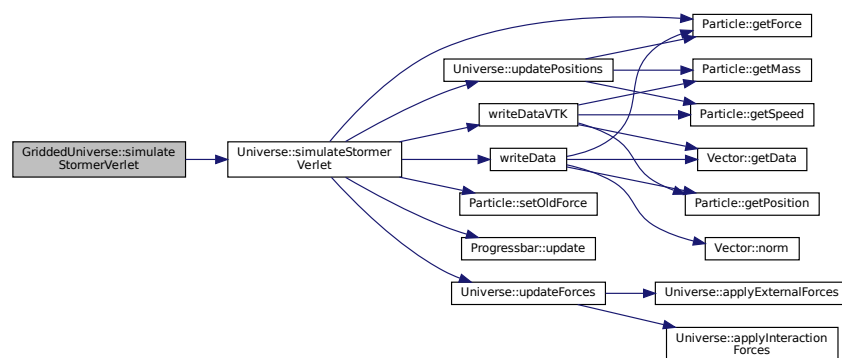 GriddedUniverse::simulate
StormerVerlet
Universe::simulateStormer
Verlet
Universe::updatePositions
writeDataVTK
writeData
Particle::setOldForce
Progressbar::update
Universe::updateForces
Particle::getForce
Particle::getMass
Particle::getSpeed
Vector::getData
Particle::getPosition
Vector::norm
Universe::applyExternalForces
Universe::applyInteraction
Forces